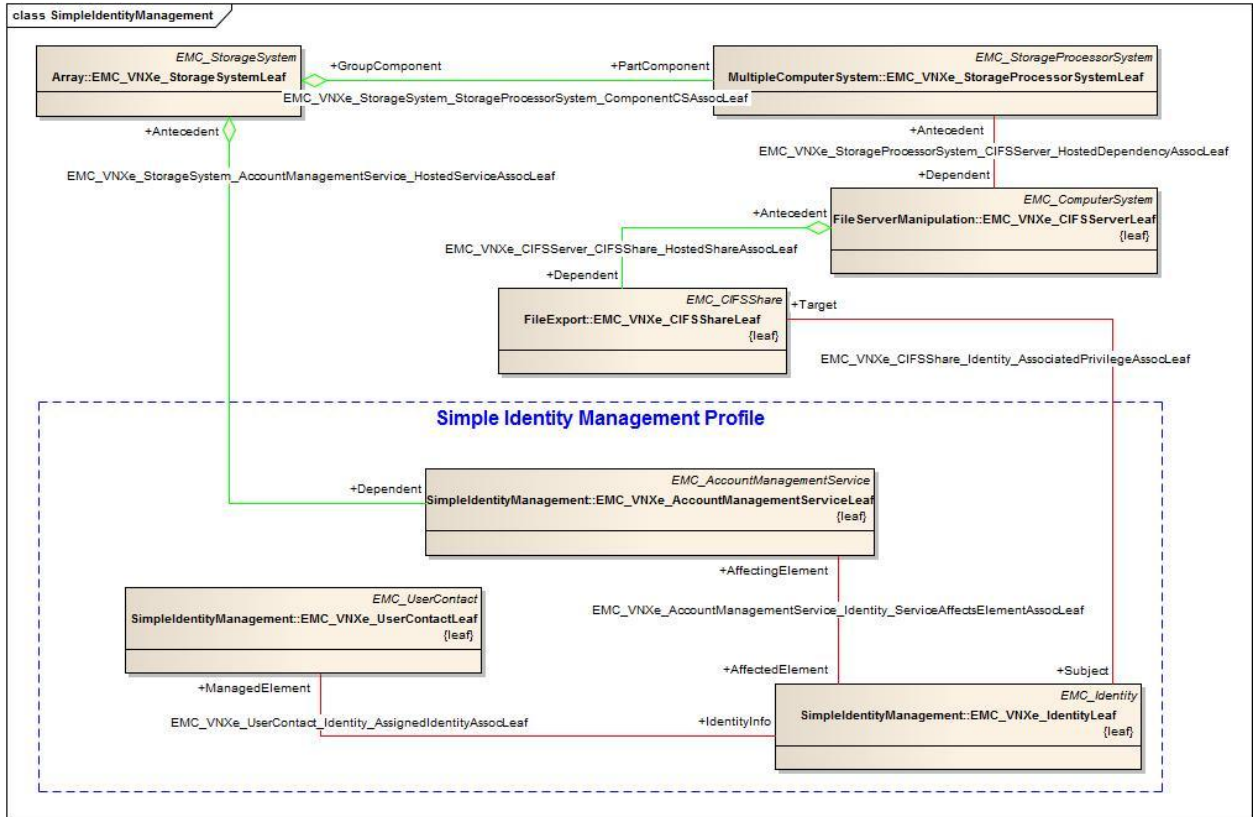 class SimpleIdentityManagement
EMC_StorageSystem
Array::EMC_VNXe_StorageSystemLeaf
+GroupComponent
+PartComponent
EMC_VNXe_StorageSystem_StorageProcessorSystem_ComponentCSAssocLeaf
EMC_StorageProcessorSystem
MultipleComputerSystem::EMC_VNXe_StorageProcessorSystemLeaf
+Antecedent
EMC_VNXe_StorageSystem_AccountManagementService_HostedServiceAssocLeaf
+Antecedent
EMC_VNXe_StorageProcessorSystem_CIFSServer_HostedDependencyAssocLeaf
+Dependent
EMC_ComputerSystem
FileServerManipulation::EMC_VNXe_CIFSServerLeaf
{leaf}
+Antecedent
EMC_VNXe_CIFSServer_CIFSShare_HostedShareAssocLeaf
+Dependent
EMC_CIFSShare
FileExport::EMC_VNXe_CIFSShareLeaf
{leaf}
+Target
EMC_VNXe_CIFSShare_Identity_AssociatedPrivilegeAssocLeaf
Simple Identity Management Profile
+Dependent
EMC_AccountManagementService
SimpleIdentityManagement::EMC_VNXe_AccountManagementServiceLeaf
{leaf}
+AffectingElement
EMC_VNXe_AccountManagementService_Identity_ServiceAffectsElementAssocLeaf
EMC_UserContact
SimpleIdentityManagement::EMC_VNXe_UserContactLeaf
{leaf}
+AffectedElement
+Subject
+ManagedElement
EMC_VNXe_UserContact_Identity_AssignedIdentityAssocLeaf
+IdentityInfo
EMC_Identity
SimpleIdentityManagement::EMC_VNXe_IdentityLeaf
{leaf}